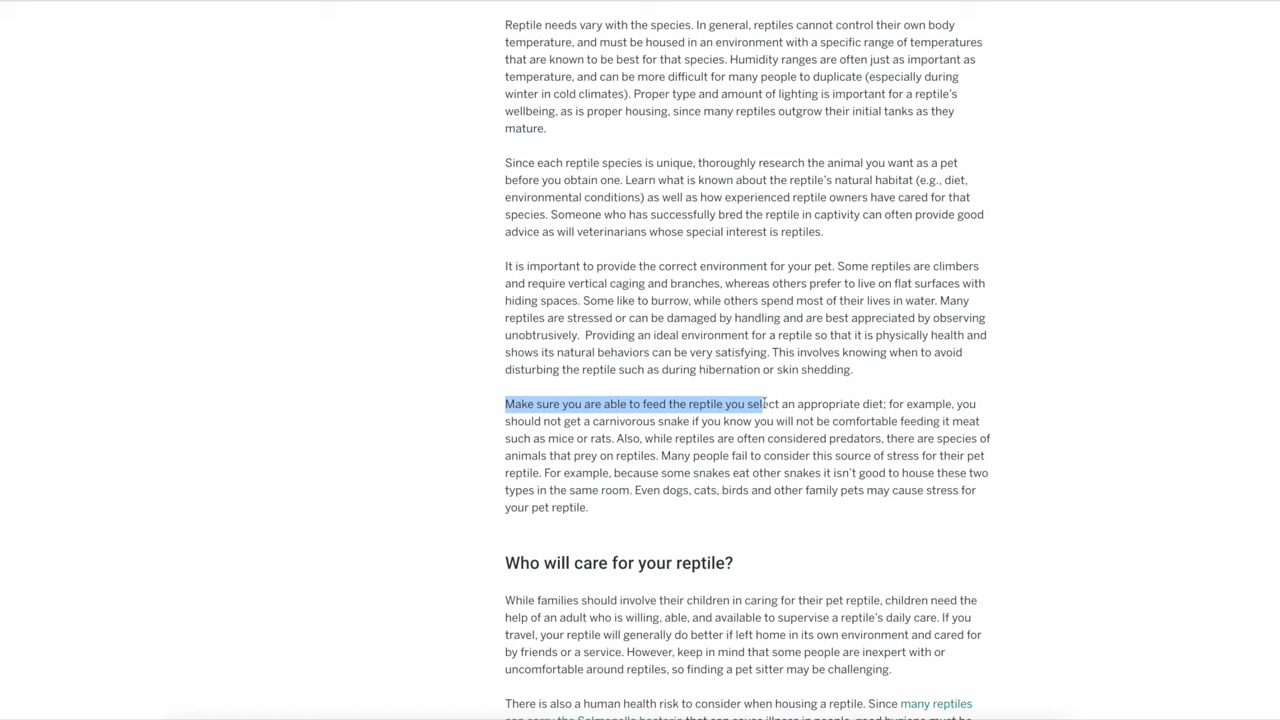 Reptile needs vary with the species. In general, reptiles cannot control their own body
temperature, and must be housed in an environment with a specific range of temperatures
that are known to be best for that species. Humidity ranges are often just as important as
temperature, and can be more difficult for many people to duplicate (especially during
winter in cold climates). Proper type and amount of lighting is important for a reptile’s
wellbeing, as is proper housing, since many reptiles outgrow their initial tanks as they
mature.
Since each reptile species is unique, thoroughly research the animal you want as a pet
before you obtain one. Learn what is known about the reptile’s natural habitat (e.g., diet,
environmental conditions) as well as how experienced reptile owners have cared for that
species. Someone who has successfully bred the reptile in captivity can often provide good
advice as will veterinarians whose special interest is reptiles.
It is important to provide the correct environment for your pet. Some reptiles are climbers
and require vertical caging and branches, whereas others prefer to live on flat surfaces with
hiding spaces. Some like to burrow, while others spend most of their lives in water. Many
reptiles are stressed or can be damaged by handling and are best appreciated by observing
unobtrusively.  Providing an ideal environment for a reptile so that it is physically health and
shows its natural behaviors can be very satisfying. This involves knowing when to avoid
disturbing the reptile such as during hibernation or skin shedding.
Make sure you are able to feed the reptile you select an appropriate diet; for example, you
should not get a carnivorous snake if you know you will not be comfortable feeding it meat
such as mice or rats. Also, while reptiles are often considered predators, there are species of
animals that prey on reptiles. Many people fail to consider this source of stress for their pet
reptile. For example, because some snakes eat other snakes it isn’t good to house these two
types in the same room. Even dogs, cats, birds and other family pets may cause stress for
your pet reptile.
Who will care for your reptile?
While families should involve their children in caring for their pet reptile, children need the
help of an adult who is willing, able, and available to supervise a reptile’s daily care. If you
travel, your reptile will generally do better if left home in its own environment and cared for
by friends or a service. However, keep in mind that some people are inexpert with or
uncomfortable around reptiles, so finding a pet sitter may be challenging.
There is also a human health risk to consider when housing a reptile. Since many reptiles
can carry the Salmonella bacteria that can cause illness in people, good hygiene must be